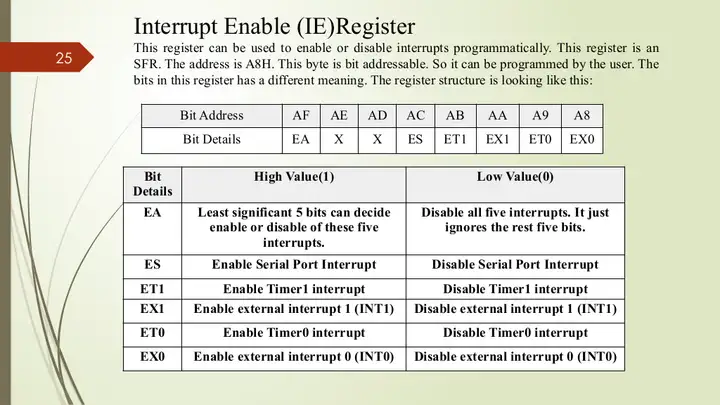 Interrupt Enable (IE)Register
25
This register can be used to enable or disable interrupts programmatically. This register is an
SFR. The address is A8H. This byte is bit addressable. So it can be programmed by the user. The
bits in this register has a different meaning. The register structure is looking like this:
Bit Address AF AE AD AC AB AA A9 A8
Bit Details EA X X ES ET1 EX1 ET0 EX0
Bit Details High Value(1) Low Value(0)
EA Least significant 5 bits can decide enable or disable of these five interrupts. Disable all five interrupts. It just ignores the rest five bits.
ES Enable Serial Port Interrupt Disable Serial Port Interrupt
ET1 Enable Timer1 interrupt Disable Timer1 interrupt
EX1 Enable external interrupt 1 (INT1) Disable external interrupt 1 (INT1)
ET0 Enable Timer0 interrupt Disable Timer0 interrupt
EX0 Enable external interrupt 0 (INT0) Disable external interrupt 0 (INT0)